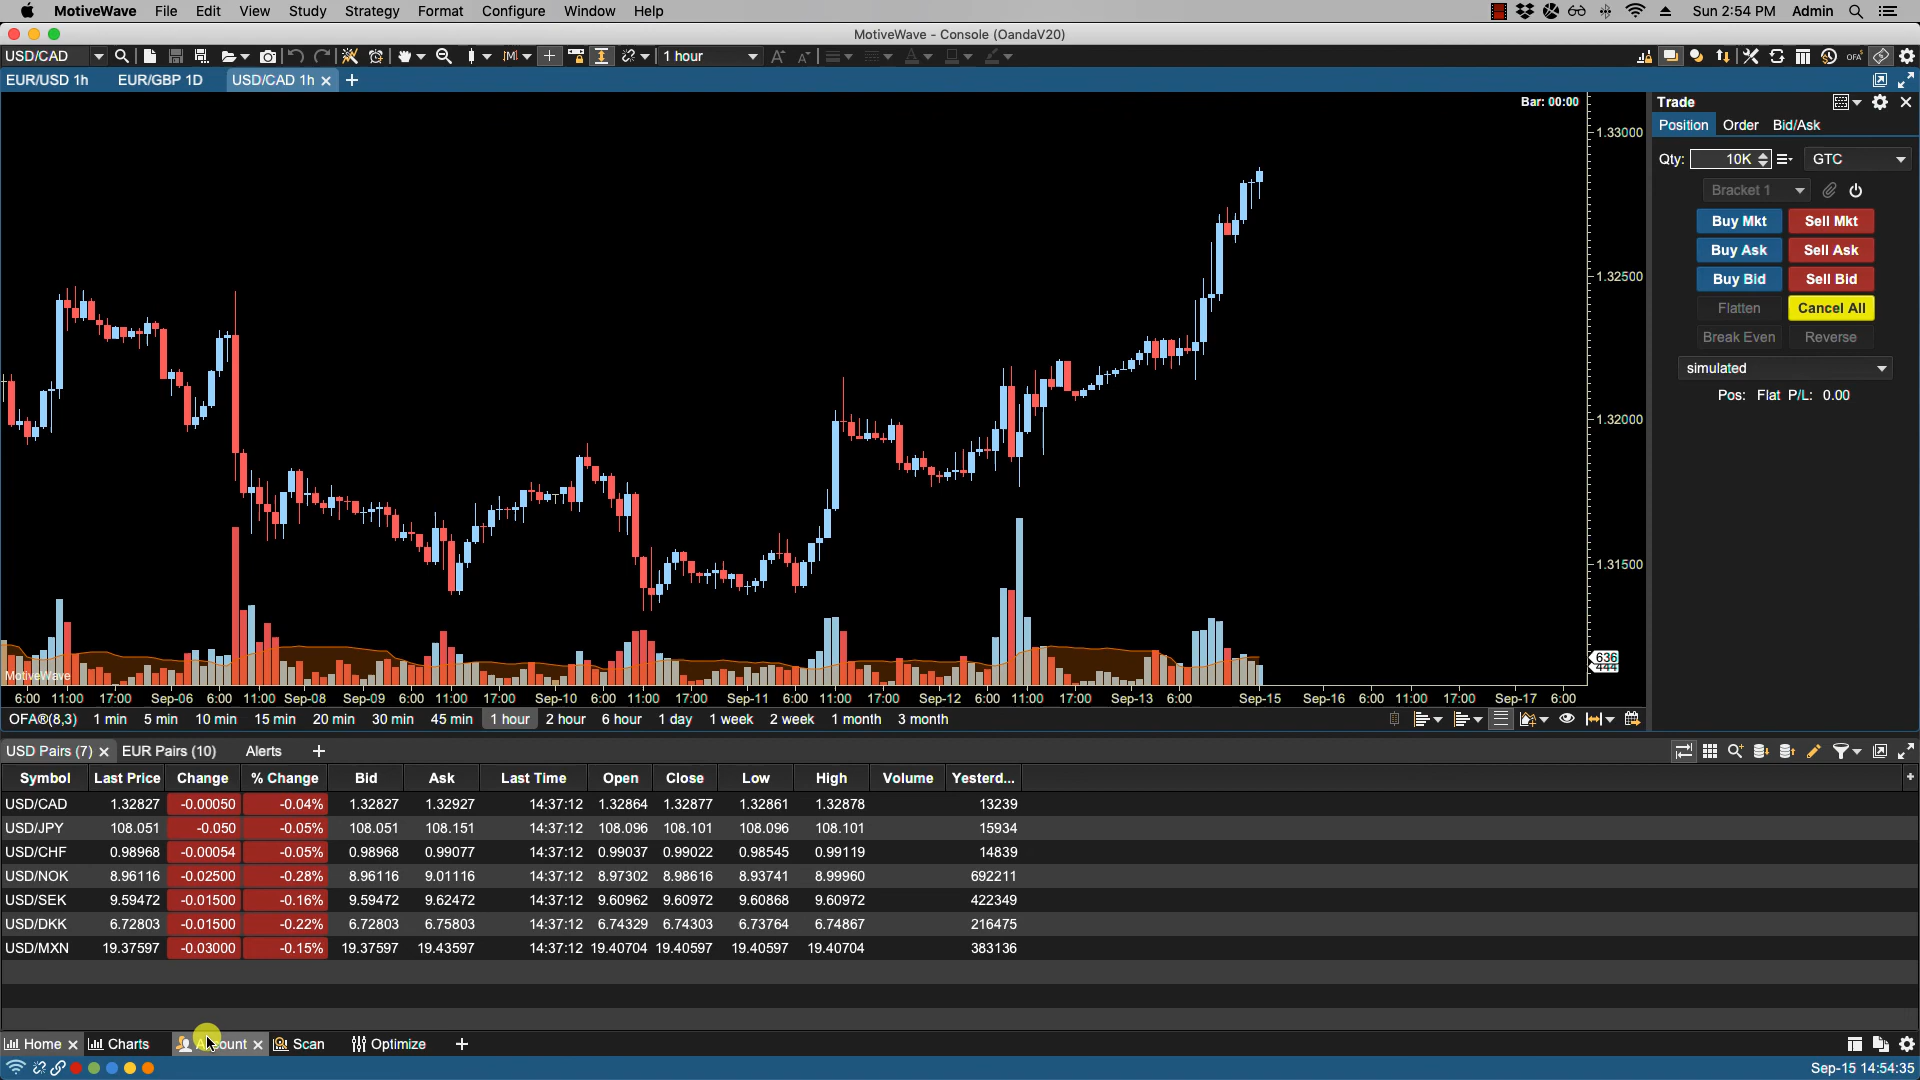 MotiveWave File Edit View Study Strategy Format Configure Window Help Sun 2:54 PM Admin
MotiveWave - Console (OandaV20)
USD/CAD 1 hour
EUR/USD 1h EUR/GBP 1D USD/CAD 1h
Bar: 00:00
1.33000
1.32500
1.32000
1.31500
636
MotiveWave
6:00 11:00 17:00 Sep-06 6:00 11:00 Sep-08 Sep-09 6:00 11:00 17:00 Sep-10 6:00 11:00 17:00 Sep-11 6:00 11:00 17:00 Sep-12 6:00 11:00 17:00 Sep-13 6:00 Sep-15 Sep-16 6:00 11:00 17:00 Sep-17 6:00
OFA®(8,3) 1 min 5 min 10 min 15 min 20 min 30 min 45 min 1 hour 2 hour 6 hour 1 day 1 week 2 week 1 month 3 month
Trade
Position Order Bid/Ask
Qty: 10K GTC
Bracket 1
Buy Mkt Sell Mkt
Buy Ask Sell Ask
Buy Bid Sell Bid
Flatten Cancel All
Break Even Reverse
simulated
Pos: Flat P/L: 0.00
USD Pairs (7) EUR Pairs (10) Alerts
Symbol Last Price Change % Change Bid Ask Last Time Open Close Low High Volume Yesterd...
USD/CAD 1.32827 -0.00050 -0.04% 1.32827 1.32927 14:37:12 1.32864 1.32877 1.32861 1.32878 13239
USD/JPY 108.051 -0.050 -0.05% 108.051 108.151 14:37:12 108.096 108.101 108.096 108.101 15934
USD/CHF 0.98968 -0.00054 -0.05% 0.98968 0.99077 14:37:12 0.99037 0.99022 0.98545 0.99119 14839
USD/NOK 8.96116 -0.02500 -0.28% 8.96116 9.01116 14:37:12 8.97302 8.98616 8.93741 8.99960 692211
USD/SEK 9.59472 -0.01500 -0.16% 9.59472 9.62472 14:37:12 9.60962 9.60972 9.60868 9.60972 422349
USD/DKK 6.72803 -0.01500 -0.22% 6.72803 6.75803 14:37:12 6.74329 6.74303 6.73764 6.74867 216475
USD/MXN 19.37597 -0.03000 -0.15% 19.37597 19.43597 14:37:12 19.40704 19.40597 19.40597 19.40704 383136
Home Charts Account Scan Optimize
Sep-15 14:54:35